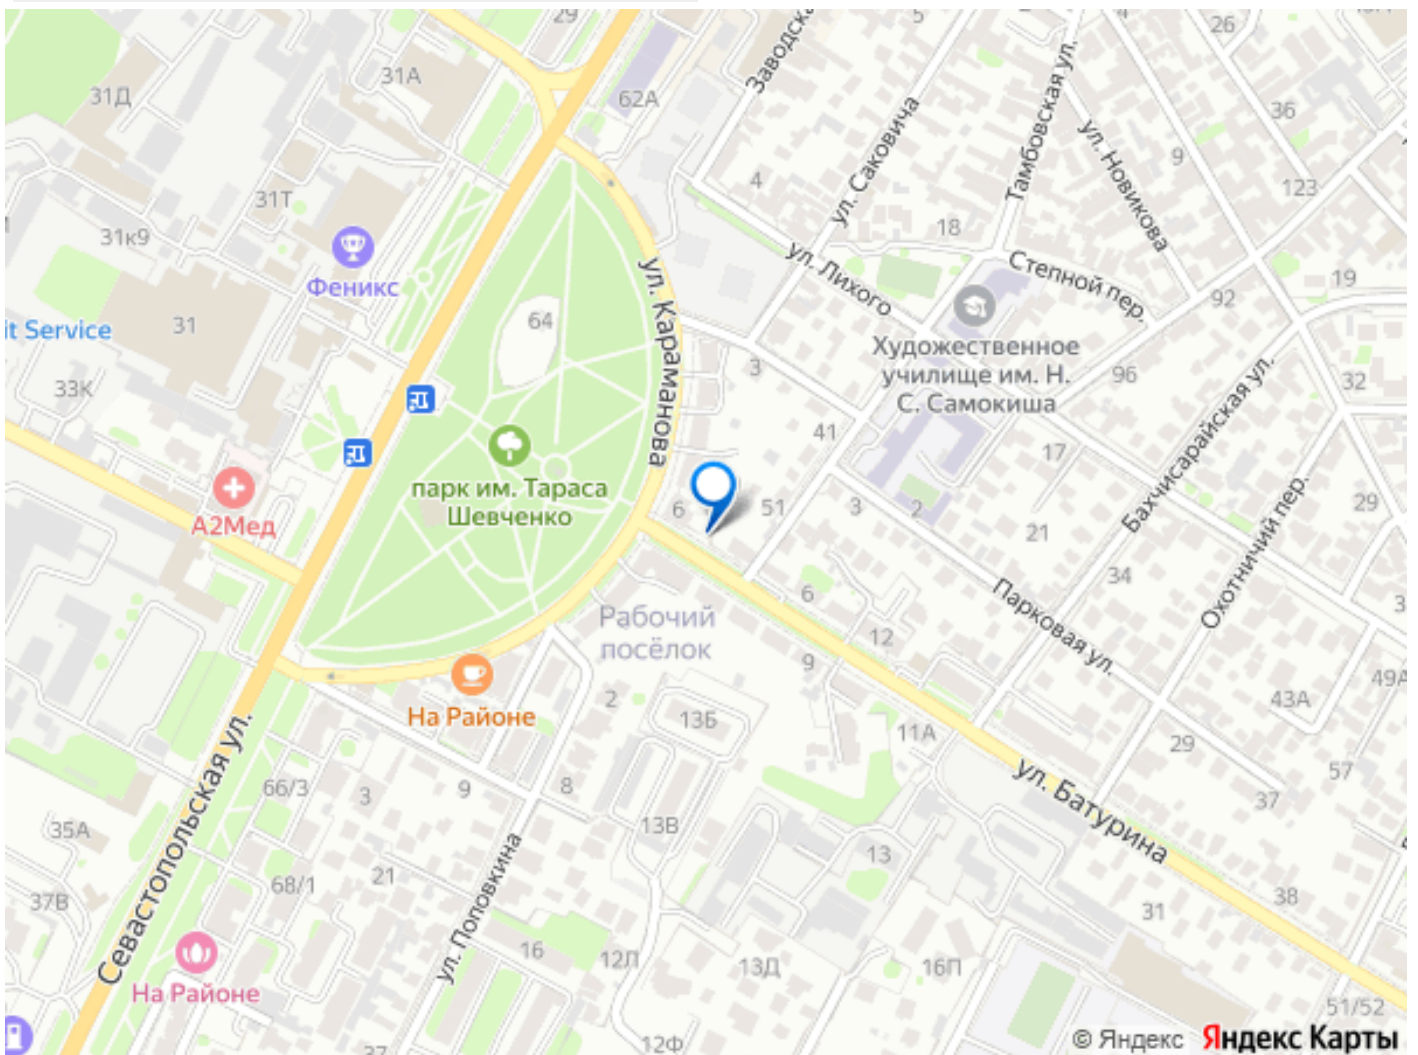 29
31А
31Д
62А
Заводска
5
4
26
ул. Саковича
Тамбовская ул.
ул. Новикова
36
9
123
4
31Т
31к9
18
Феникс
ул. Лихого
Степной пер.
19
92
ул. Караманова
64
31
it Service
3
Художественное
училище им. Н.
С. Самокиша
96
32
33К
41
17
Бахчисарайская ул.
парк им. Тараса
Шевченко
А2Мед
6
51
3
2
21
29
Охотничий пер.
34
6
Парковая ул.
Рабочий
посёлок
12
9
На Районе
2
13Б
49А
43А
11А
29
57
Севастопольская ул.
66/3
3
9
8
ул. Батурина
37
35А
13В
13
21
68/1
ул. Поповкина
37В
38
31
16
12Л
13Д
16П
На Районе
51/52
37
12Ф
© Яндекс Яндекс Карты